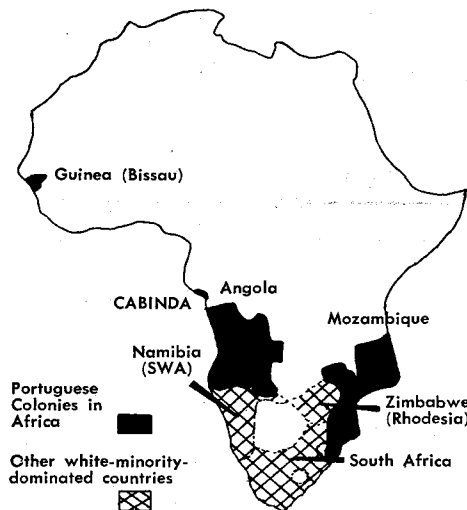 Guinea (Bissau)
Angola
CABINDA
Mozambique
Namibia
(SWA)
Portuguese
Colonies in
Africa
Zimbabwe
(Rhodesia)
South Africa
Other white-minority-
dominated countries